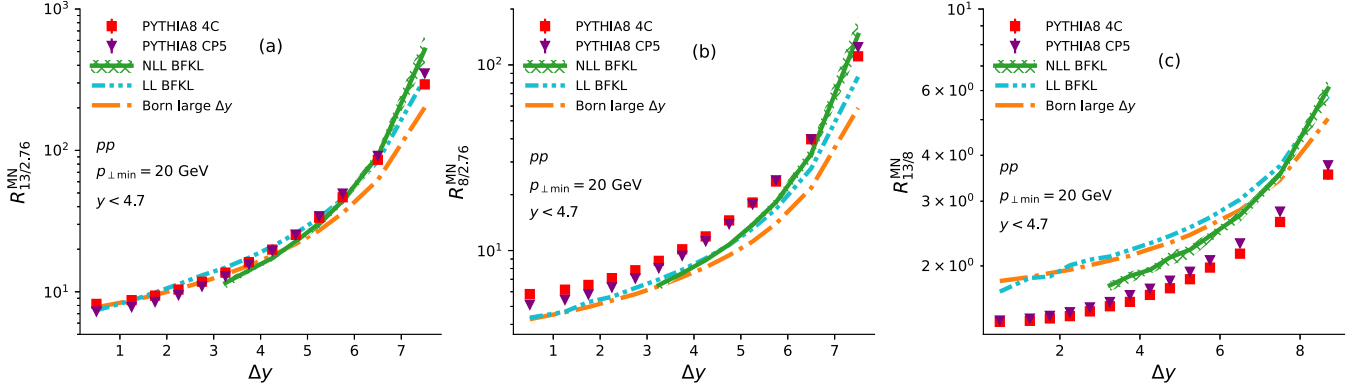 10³
10²
10¹
R^MN_13/2.76
PYTHIA8 4C
PYTHIA8 CP5
NLL BFKL
LL BFKL
Born large Δy
(a)
pp
p⊥min = 20 GeV
y < 4.7
1 2 3 4 5 6 7
Δy
10²
10¹
R^MN_8/2.76
PYTHIA8 4C
PYTHIA8 CP5
NLL BFKL
LL BFKL
Born large Δy
(b)
pp
p⊥min = 20 GeV
y < 4.7
1 2 3 4 5 6 7
Δy
10¹
6 × 10⁰
4 × 10⁰
3 × 10⁰
2 × 10⁰
R^MN_13/8
PYTHIA8 4C
PYTHIA8 CP5
NLL BFKL
LL BFKL
Born large Δy
(c)
pp
p⊥min = 20 GeV
y < 4.7
2 4 6 8
Δy